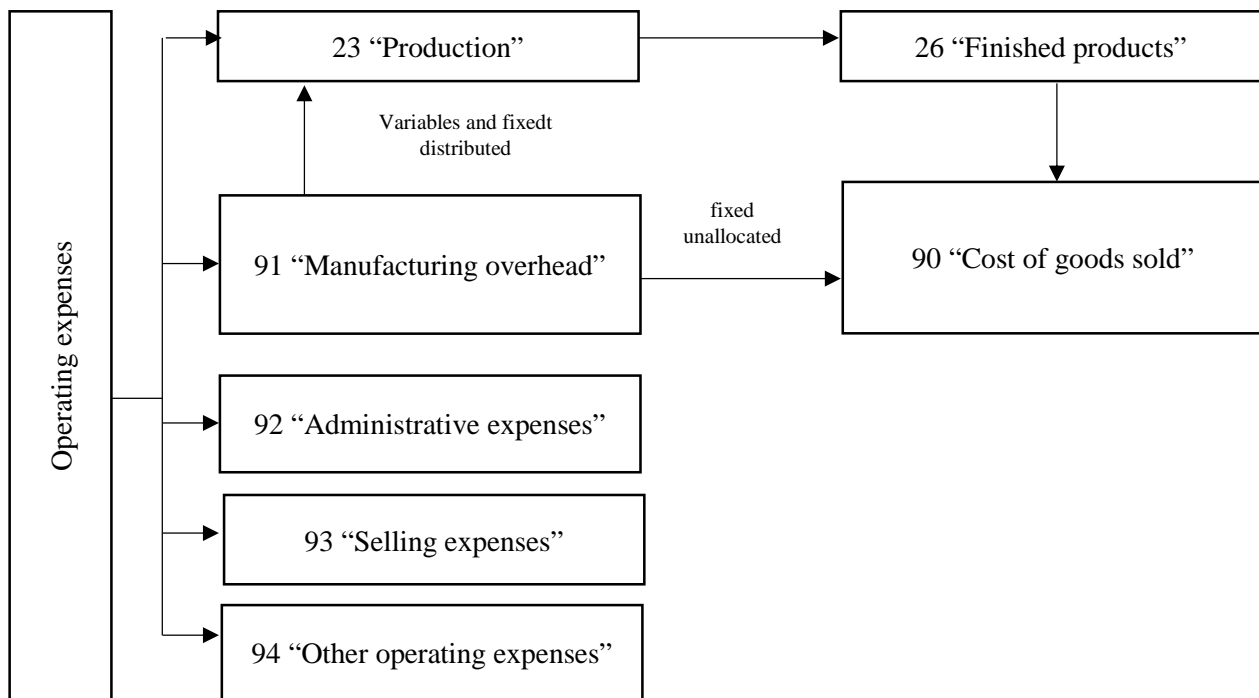 Operating expenses
23 “Production”
26 “Finished products”
Variables and fixedt
distributed
91 “Manufacturing overhead”
fixed
unallocated
90 “Cost of goods sold”
92 “Administrative expenses”
93 “Selling expenses”
94 “Other operating expenses”